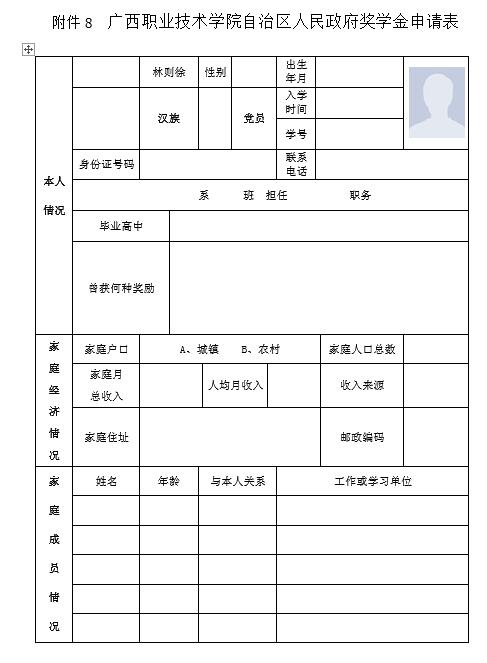 附件 8 广西职业技术学院自治区人民政府奖学金申请表
本人
情况
林则徐
性别
出生
年月
汉族
党员
入学
时间
学号
身份证号码
联系
电话
系 班 担任 职务
毕业高中
曾获何种奖励
家庭经济情况
家庭户口
A、城镇 B、农村
家庭人口总数
家庭月
总收入
人均月收入
收入来源
家庭住址
邮政编码
家庭成员情况
姓名
年龄
与本人关系
工作或学习单位